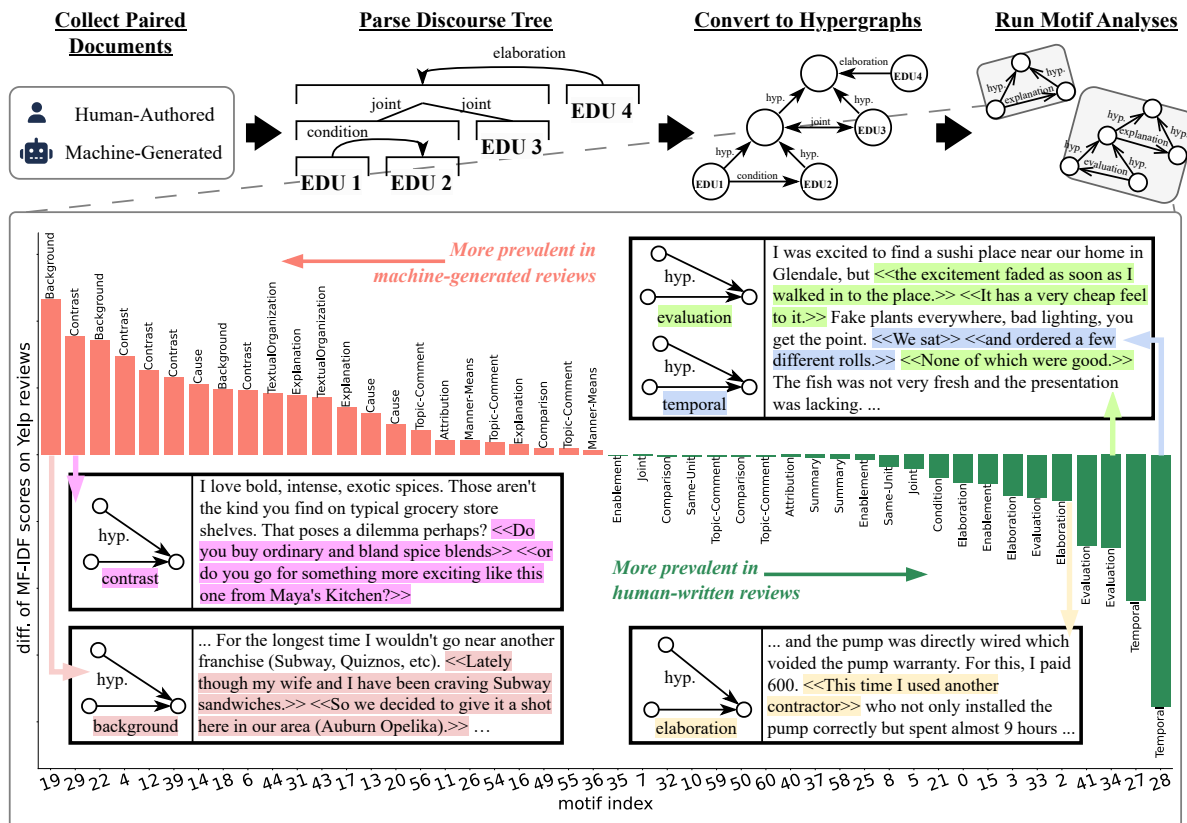 Collect Paired
Documents
Parse Discourse Tree
Convert to Hypergraphs
Run Motif Analyses
Human-Authored
Machine-Generated
elaboration
joint
joint
condition
EDU 1
EDU 2
EDU 3
EDU 4
elaboration
EDU4
hyp.
hyp.
joint
EDU3
hyp.
hyp.
EDU1
condition
EDU2
hyp.
hyp.
explanation
hyp.
hyp.
explanation
hyp.
hyp.
evaluation
diff. of MF-IDF scores on Yelp reviews
More prevalent in
machine-generated reviews
Background
Contrast
Background
Contrast
Contrast
Contrast
Cause
Background
Contrast
TextualOrganization
Explanation
TextualOrganization
Explanation
Cause
Cause
Topic-Comment
Attribution
Manner-Means
Topic-Comment
Explanation
Comparison
Topic-Comment
Manner-Means
hyp.
evaluation
hyp.
temporal
I was excited to find a sushi place near our home in
Glendale, but <<the excitement faded as soon as I
walked in to the place.>> <<It has a very cheap feel
to it.>> Fake plants everywhere, bad lighting, you
get the point. <<We sat>> <<and ordered a few
different rolls.>> <<None of which were good.>>
The fish was not very fresh and the presentation
was lacking. ...
Enablement
Joint
Comparison
Same-Unit
Topic-Comment
Comparison
Topic-Comment
Attribution
Summary
Summary
Enablement
Same-Unit
Joint
Condition
Elaboration
Enablement
Elaboration
Evaluation
Elaboration
Evaluation
Evaluation
Temporal
Temporal
hyp.
contrast
I love bold, intense, exotic spices. Those aren't
the kind you find on typical grocery store
shelves. That poses a dilemma perhaps? <<Do
you buy ordinary and bland spice blends>> <<or
do you go for something more exciting like this
one from Maya's Kitchen?>>
More prevalent in
human-written reviews
hyp.
background
... For the longest time I wouldn't go near another
franchise (Subway, Quiznos, etc). <<Lately
though my wife and I have been craving Subway
sandwiches.>> <<So we decided to give it a shot
here in our area (Auburn Opelika).>> ...
hyp.
elaboration
... and the pump was directly wired which
voided the pump warranty. For this, I paid
600. <<This time I used another
contractor>> who not only installed the
pump correctly but spent almost 9 hours ...
19 29 22 4 12 39 14 18 6 44 31 43 17 13 20 56 11 26 54 16 49 55 36 35 7 32 10 59 50 60 40 37 58 25 8 5 21 0 15 3 33 2 41 34 27 28
motif index